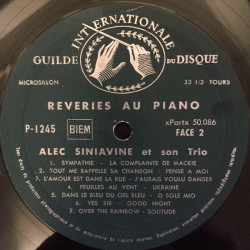 INTERNATIONALE
GUILDE DU DISQUE
MICROSILLON 33 1/3 TOURS
REVERIES AU PIANO
P-1245 BIEM xPartx 50.086
FACE 2
ALEC SINIAVINE et son Trio
1. SYMPATHIE - LA COMPLAINTE DE MACKIE
2. TOUT ME RAPPELLE SA CHANSON - PENSE A MOI
3. L'AMOUR EST DANS LA RUE - J'AURAIS VOULU DANSER
4. FEUILLES AU VENT - UKRAINE
5. DANS LE BLEU DU CIEL BLEU - O SOLE MIO
6. YES SIR - GOOD NIGHT
7. OVER THE RAINBOW - SOLITUDE